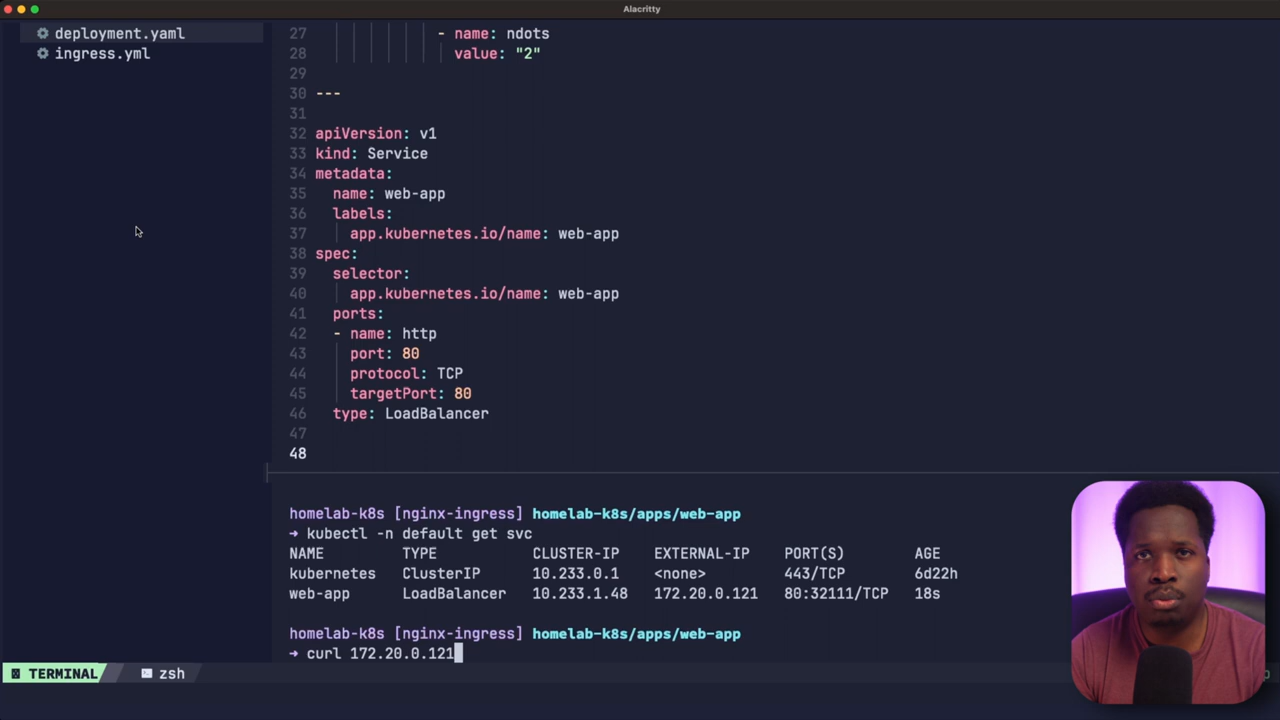 Alacritty
deployment.yaml
ingress.yml
27 - name: ndots
28 value: "2"
29
30 ---
31
32 apiVersion: v1
33 kind: Service
34 metadata:
35 name: web-app
36 labels:
37 app.kubernetes.io/name: web-app
38 spec:
39 selector:
40 app.kubernetes.io/name: web-app
41 ports:
42 - name: http
43 port: 80
44 protocol: TCP
45 targetPort: 80
46 type: LoadBalancer
47
48
homelab-k8s [nginx-ingress] homelab-k8s/apps/web-app
➜ kubectl -n default get svc
NAME TYPE CLUSTER-IP EXTERNAL-IP PORT(S) AGE
kubernetes ClusterIP 10.233.0.1 <none> 443/TCP 6d22h
web-app LoadBalancer 10.233.1.48 172.20.0.121 80:32111/TCP 18s
homelab-k8s [nginx-ingress] homelab-k8s/apps/web-app
➜ curl 172.20.0.121
TERMINAL zsh